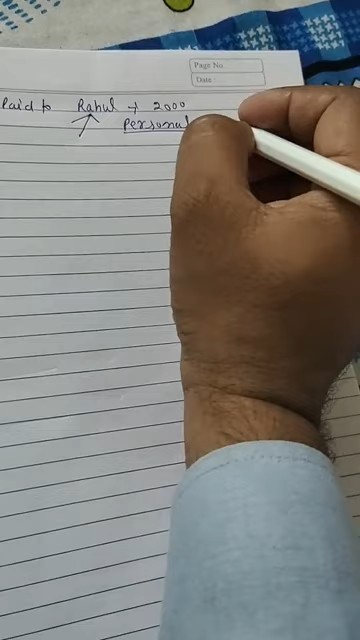 Page No.
Date :
Paid to Rahul → 2000
Personal